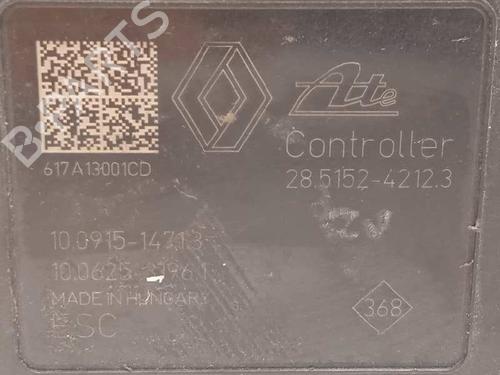 Ate
617A13001CD
Controller
28.5152-4212.3
10.0915-1471.3
MADE IN HUNGARY
ESC
368